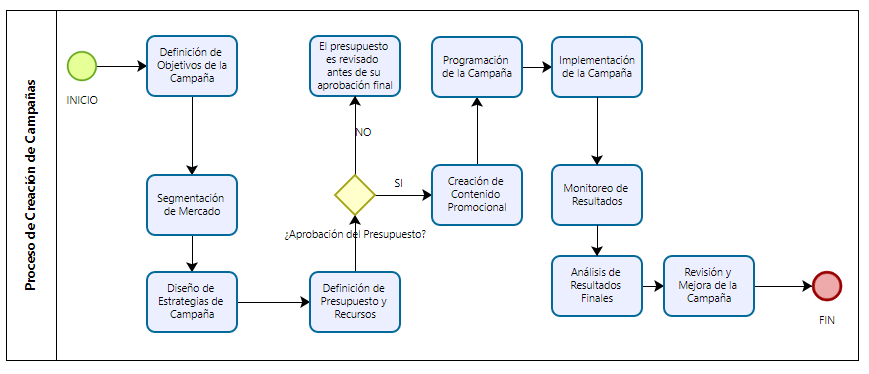 Proceso de Creación de Campañas
INICIO
Definición de
Objetivos de la
Campaña
Segmentación
de Mercado
Diseño de
Estrategias de
Campaña
Definición de
Presupuesto y
Recursos
¿Aprobación del Presupuesto?
NO
El presupuesto
es revisado
antes de su
aprobación final
SI
Creación de
Contenido
Promocional
Programación
de la Campaña
Implementación
de la Campaña
Monitoreo de
Resultados
Análisis de
Resultados
Finales
Revisión y
Mejora de la
Campaña
FIN